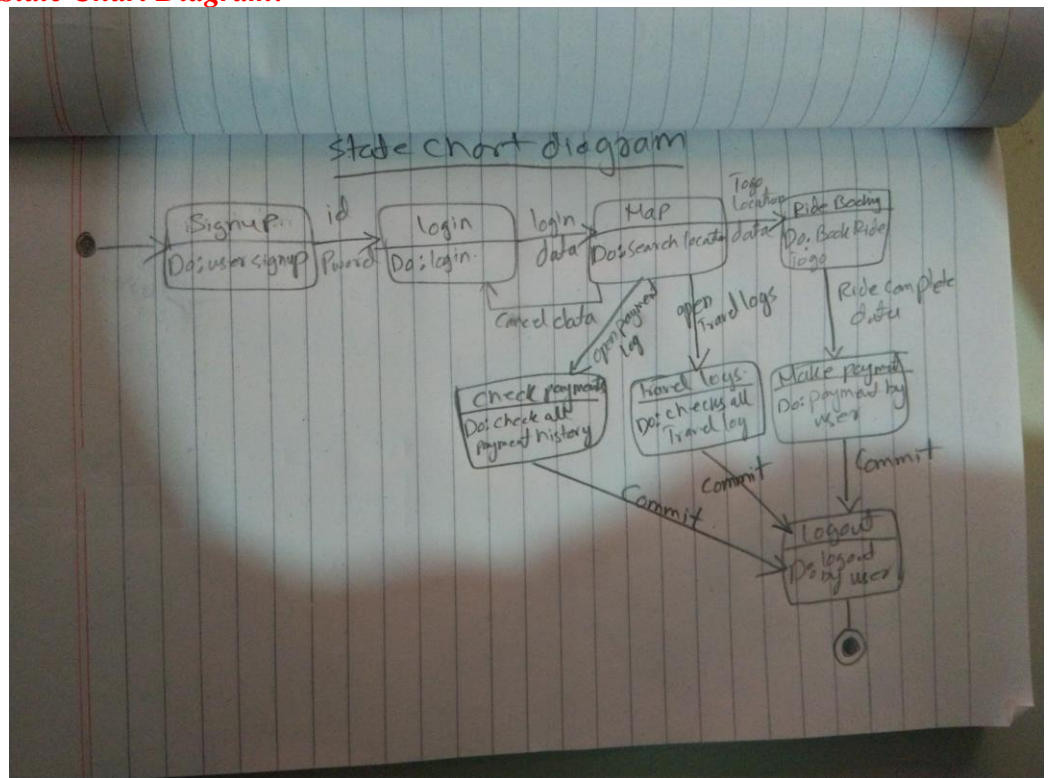 State Chart Diagram:
state chart diagram
Signup
Do: user signup
id
Pword
login
Do: login.
login
data
Map
Do: search locatio
Togo
Location
data
Ride Booking
Do: Book Ride
Togo
Cancel data
open payment
log
open
Travel logs
Ride complete
data
Check payments
Do: check all
payment history
Travel logs.
Do: checks all
Travel log
Make payment
Do: payment by
user
Commit
Commit
Commit
Logout
Do: logout
by user